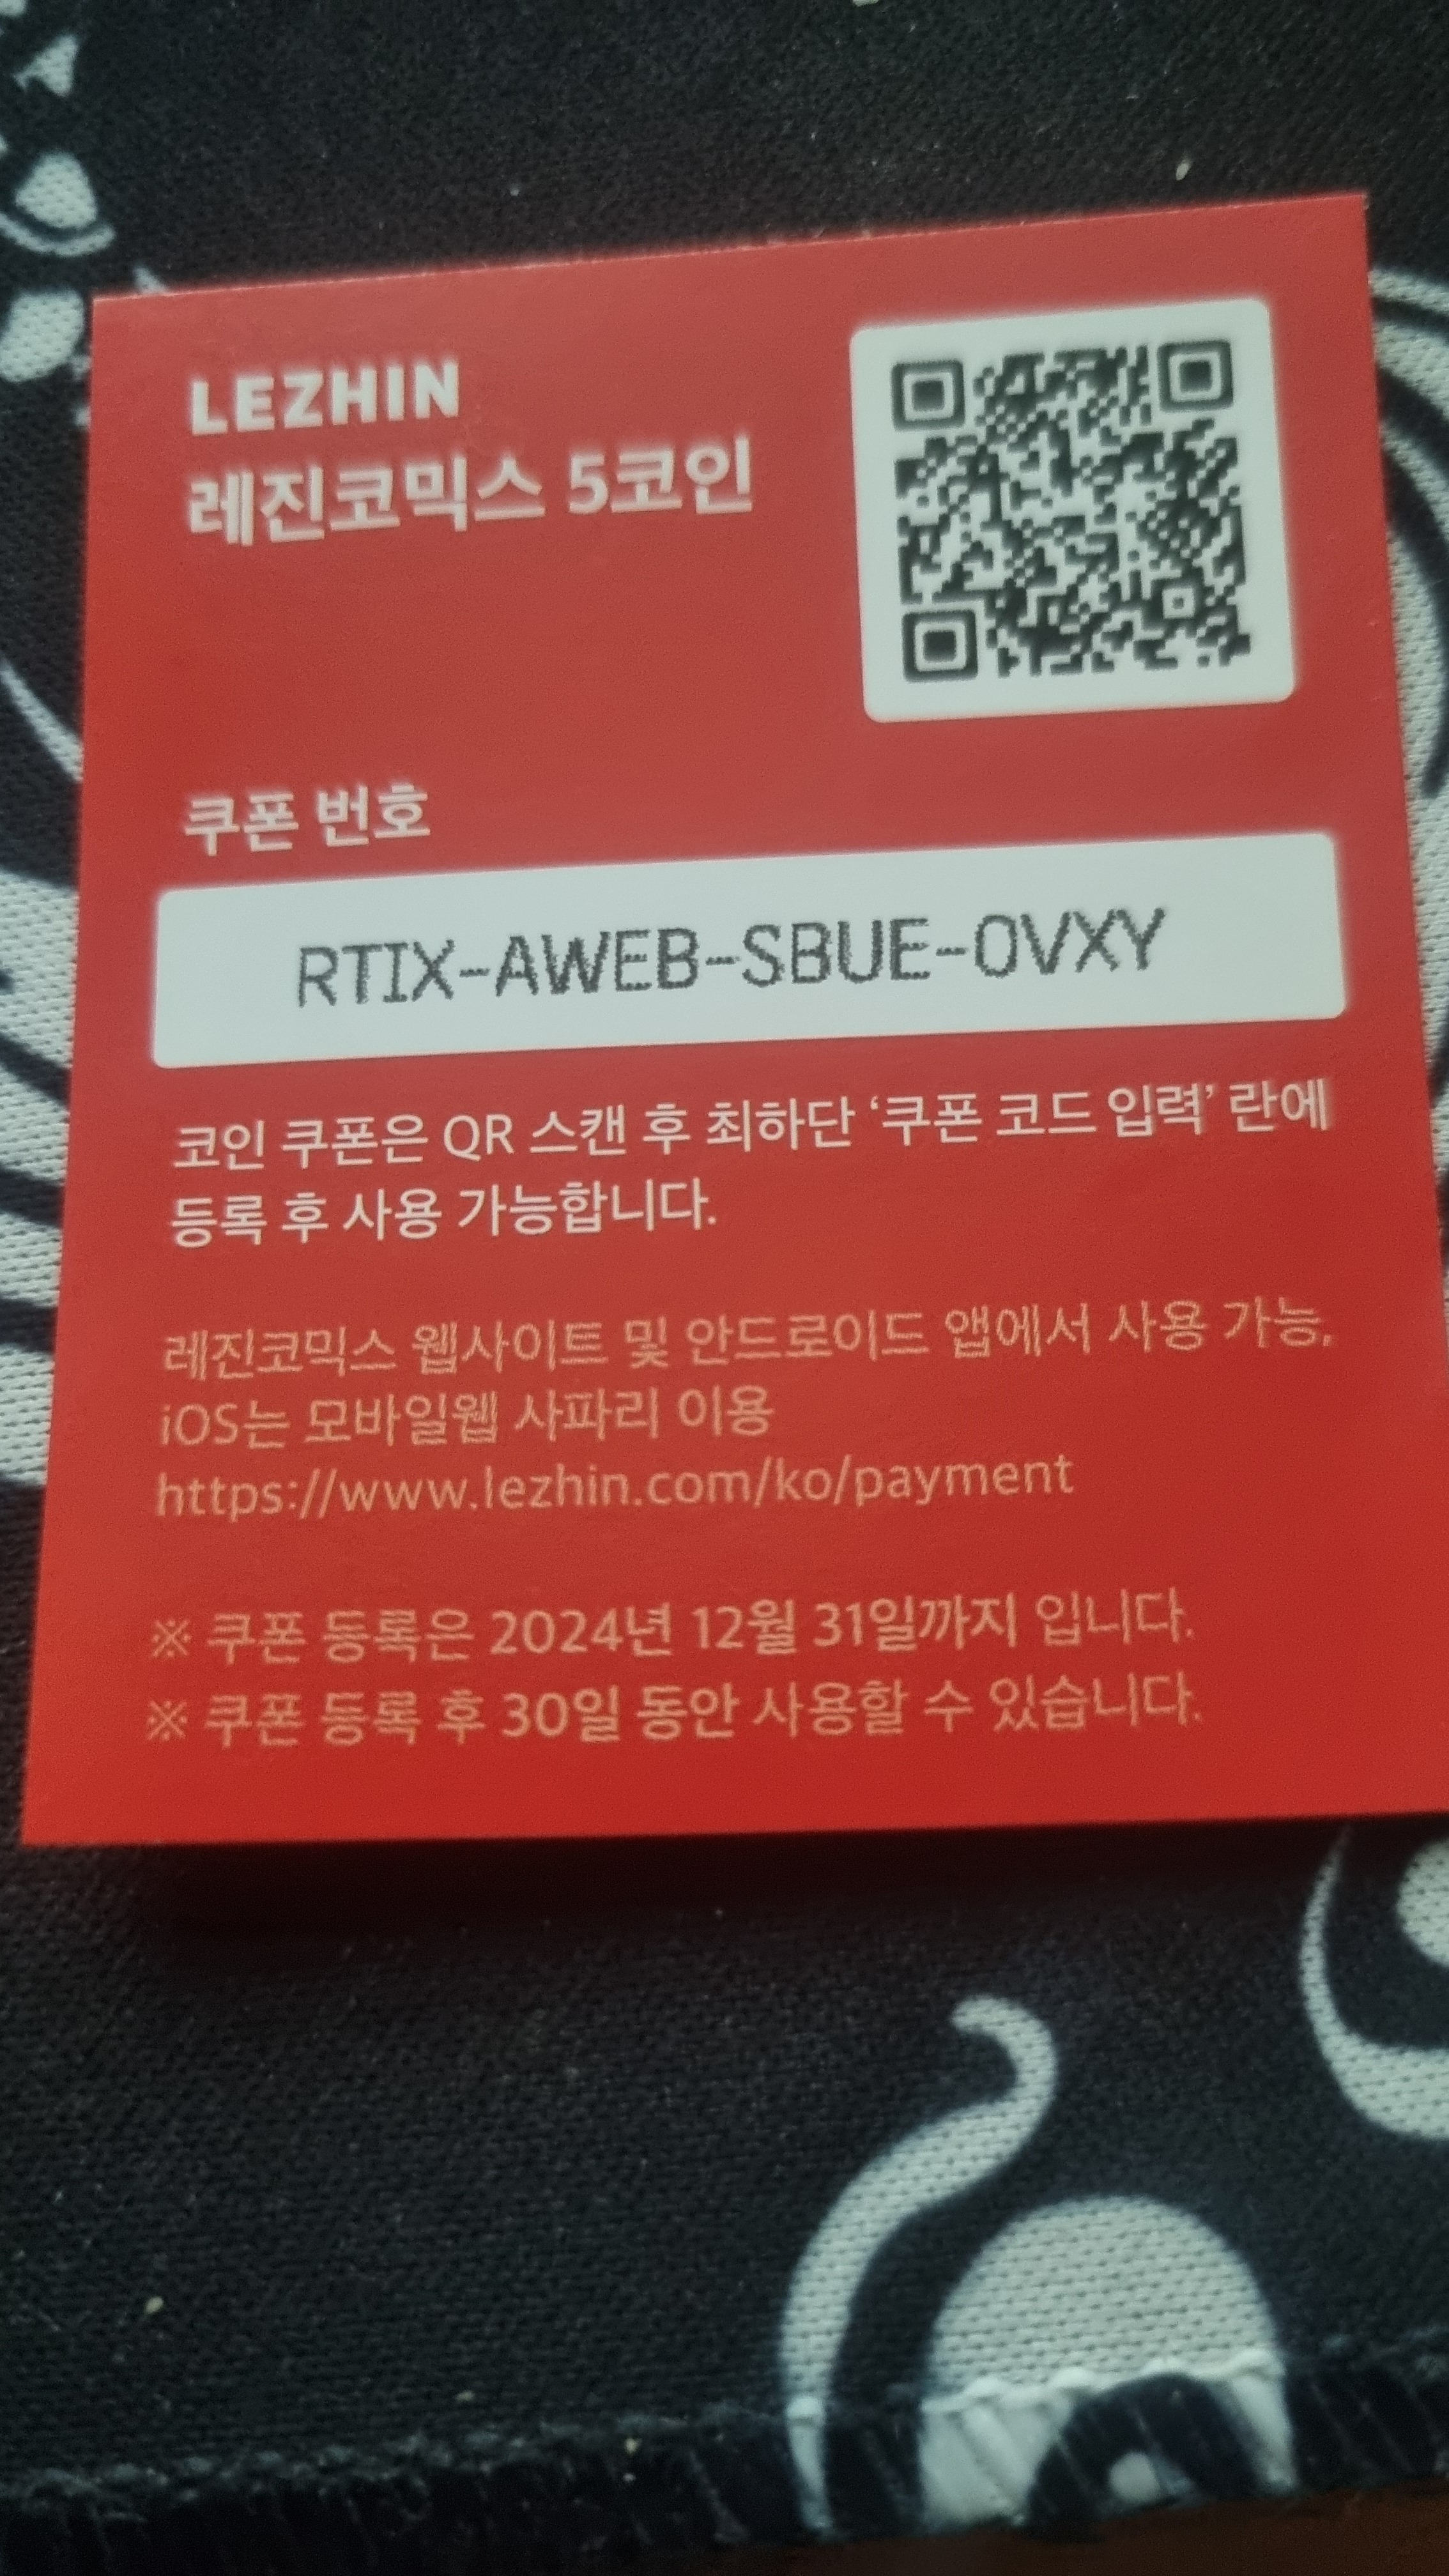 LEZHIN
레진코믹스 5코인
쿠폰 번호
RTIX-AWEB-SBUE-OVXY
코인 쿠폰은 QR 스캔 후 최하단 ‘쿠폰 코드 입력’ 란에
등록 후 사용 가능합니다.
레진코믹스 웹사이트 및 안드로이드 앱에서 사용 가능,
iOS는 모바일웹 사파리 이용
https://www.lezhin.com/ko/payment
※ 쿠폰 등록은 2024년 12월 31일까지 입니다.
※ 쿠폰 등록 후 30일 동안 사용할 수 있습니다.